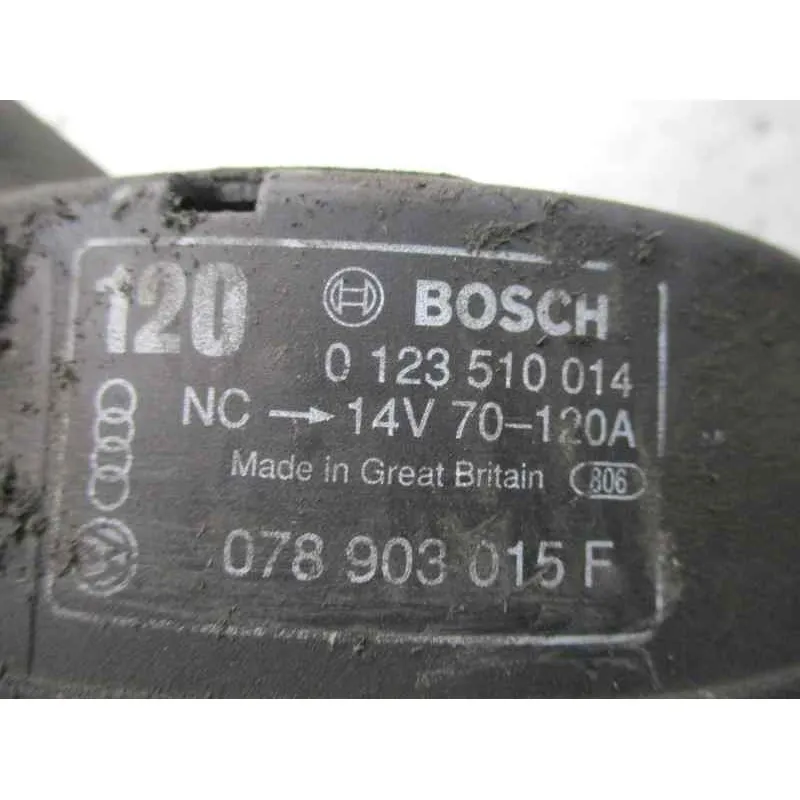 120 BOSCH
0 123 510 014
NC → 14V 70-120A
Made in Great Britain 806
078 903 015 F